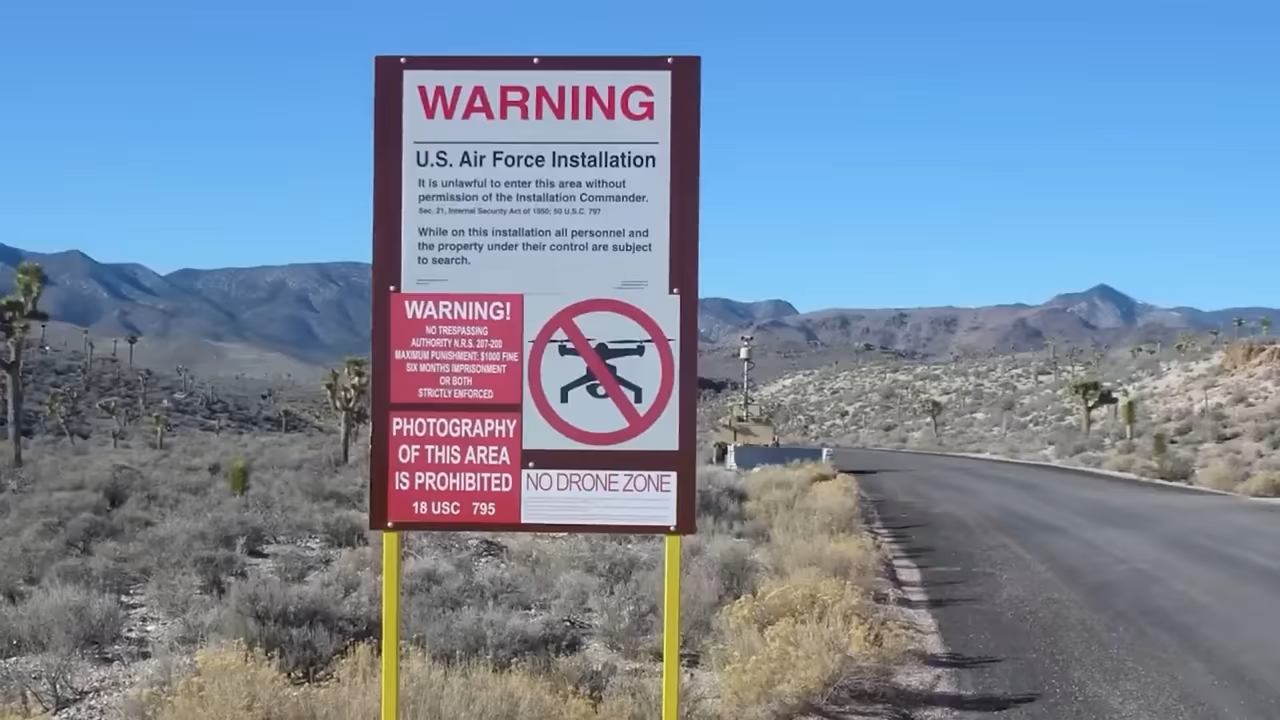 WARNING
U.S. Air Force Installation
It is unlawful to enter this area without
permission of the Installation Commander.
Sec. 21, Internal Security Act of 1950; 50 U.S.C. 797
While on this installation all personnel and
the property under their control are subject
to search.
WARNING!
NO TRESPASSING
AUTHORITY N.R.S. 207-200
MAXIMUM PUNISHMENT: $1000 FINE
SIX MONTHS IMPRISONMENT
OR BOTH
STRICTLY ENFORCED
PHOTOGRAPHY
OF THIS AREA
IS PROHIBITED
18 USC 795
NO DRONE ZONE